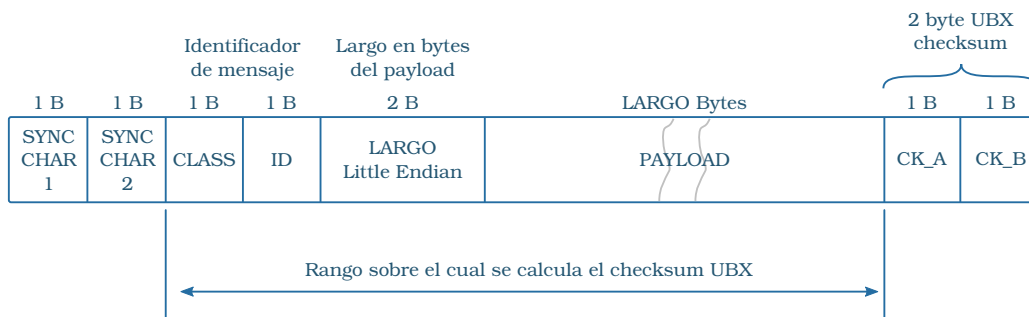 2 byte UBX
checksum
Identificador
de mensaje
Largo en bytes
del payload
1 B
1 B
1 B
1 B
2 B
LARGO Bytes
1 B
1 B
SYNC
CHAR
1
SYNC
CHAR
2
CLASS
ID
LARGO
Little Endian
PAYLOAD
CK_A
CK_B
Rango sobre el cual se calcula el checksum UBX